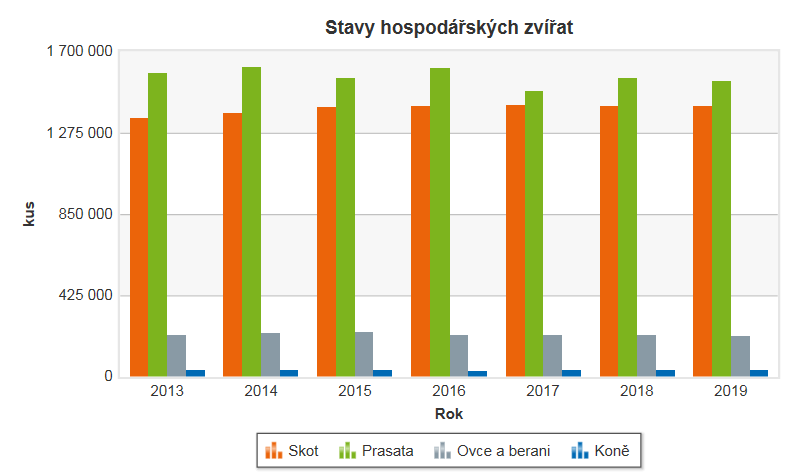 Stavy hospodářských zvířat
1 700 000
1 275 000
850 000
425 000
0
kus
2013 2014 2015 2016 2017 2018 2019
Rok
Skot Prasata Ovce a berani Koně